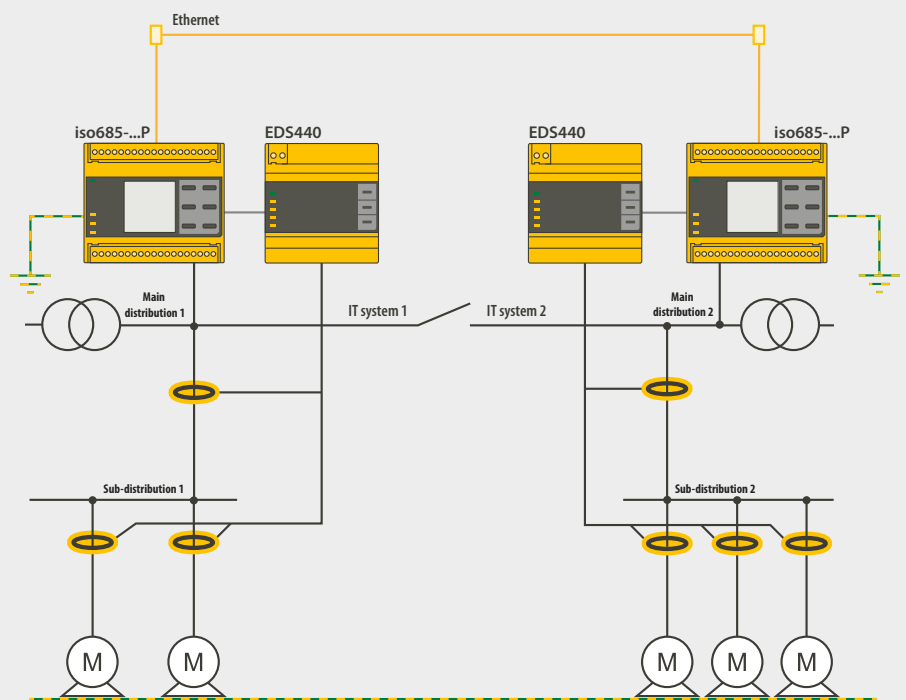 Ethernet
iso685-...P
EDS440
EDS440
iso685-...P
Main
distribution 1
IT system 1
IT system 2
Main
distribution 2
Sub-distribution 1
Sub-distribution 2
M
M
M
M
M